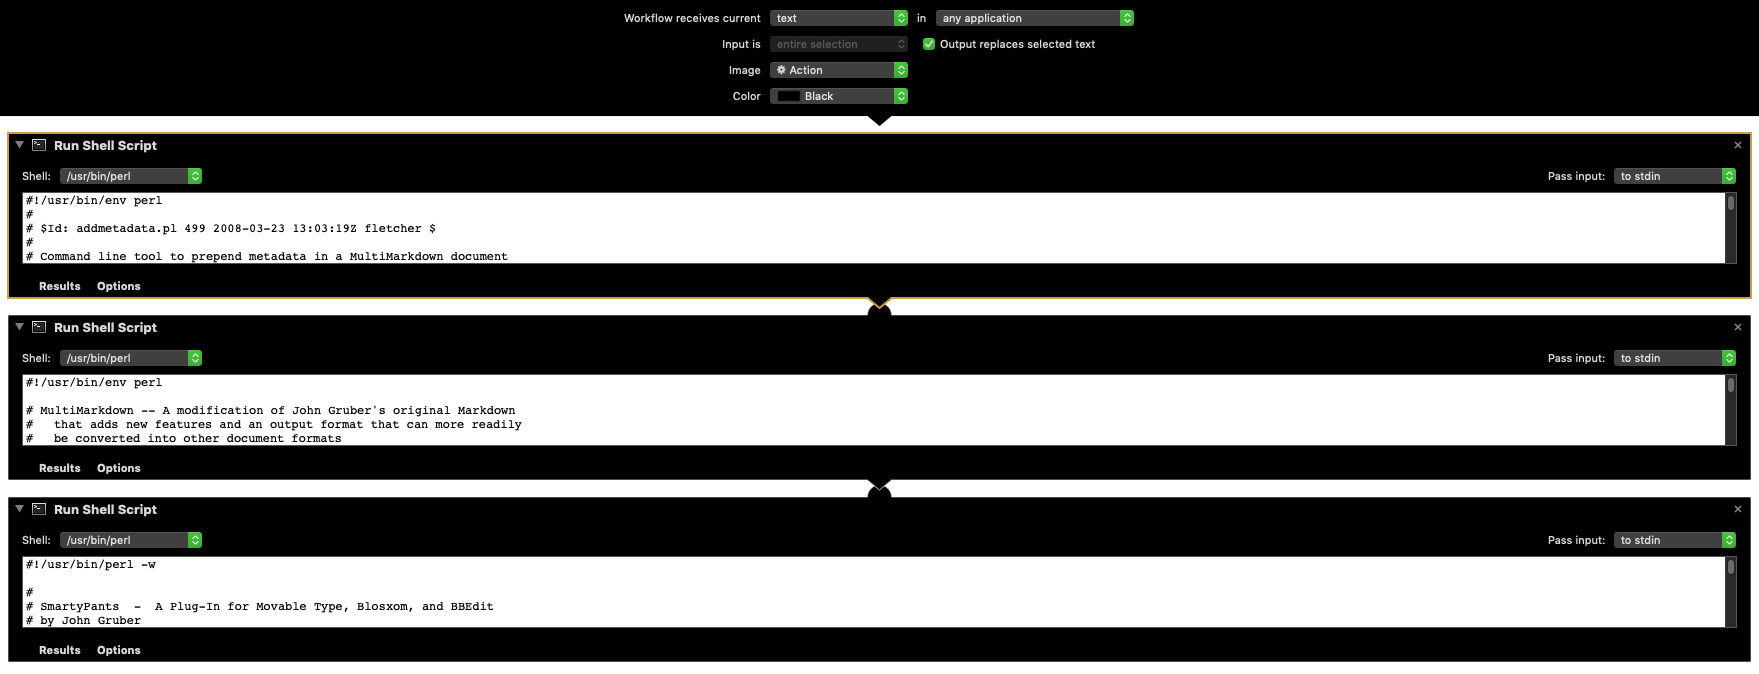 Workflow receives current text in any application
Input is entire selection Output replaces selected text
Image Action
Color Black
Run Shell Script
Shell: /usr/bin/perl Pass input: to stdin
#!/usr/bin/env perl
#
# $Id: addmetadata.pl 499 2008-03-23 13:03:19Z fletcher $
#
# Command line tool to prepend metadata in a MultiMarkdown document
Results Options
Run Shell Script
Shell: /usr/bin/perl Pass input: to stdin
#!/usr/bin/env perl
# MultiMarkdown -- A modification of John Gruber's original Markdown
#   that adds new features and an output format that can more readily
#   be converted into other document formats
Results Options
Run Shell Script
Shell: /usr/bin/perl Pass input: to stdin
#!/usr/bin/perl -w
#
# SmartyPants  -  A Plug-In for Movable Type, Blosxom, and BBEdit
# by John Gruber
Results Options